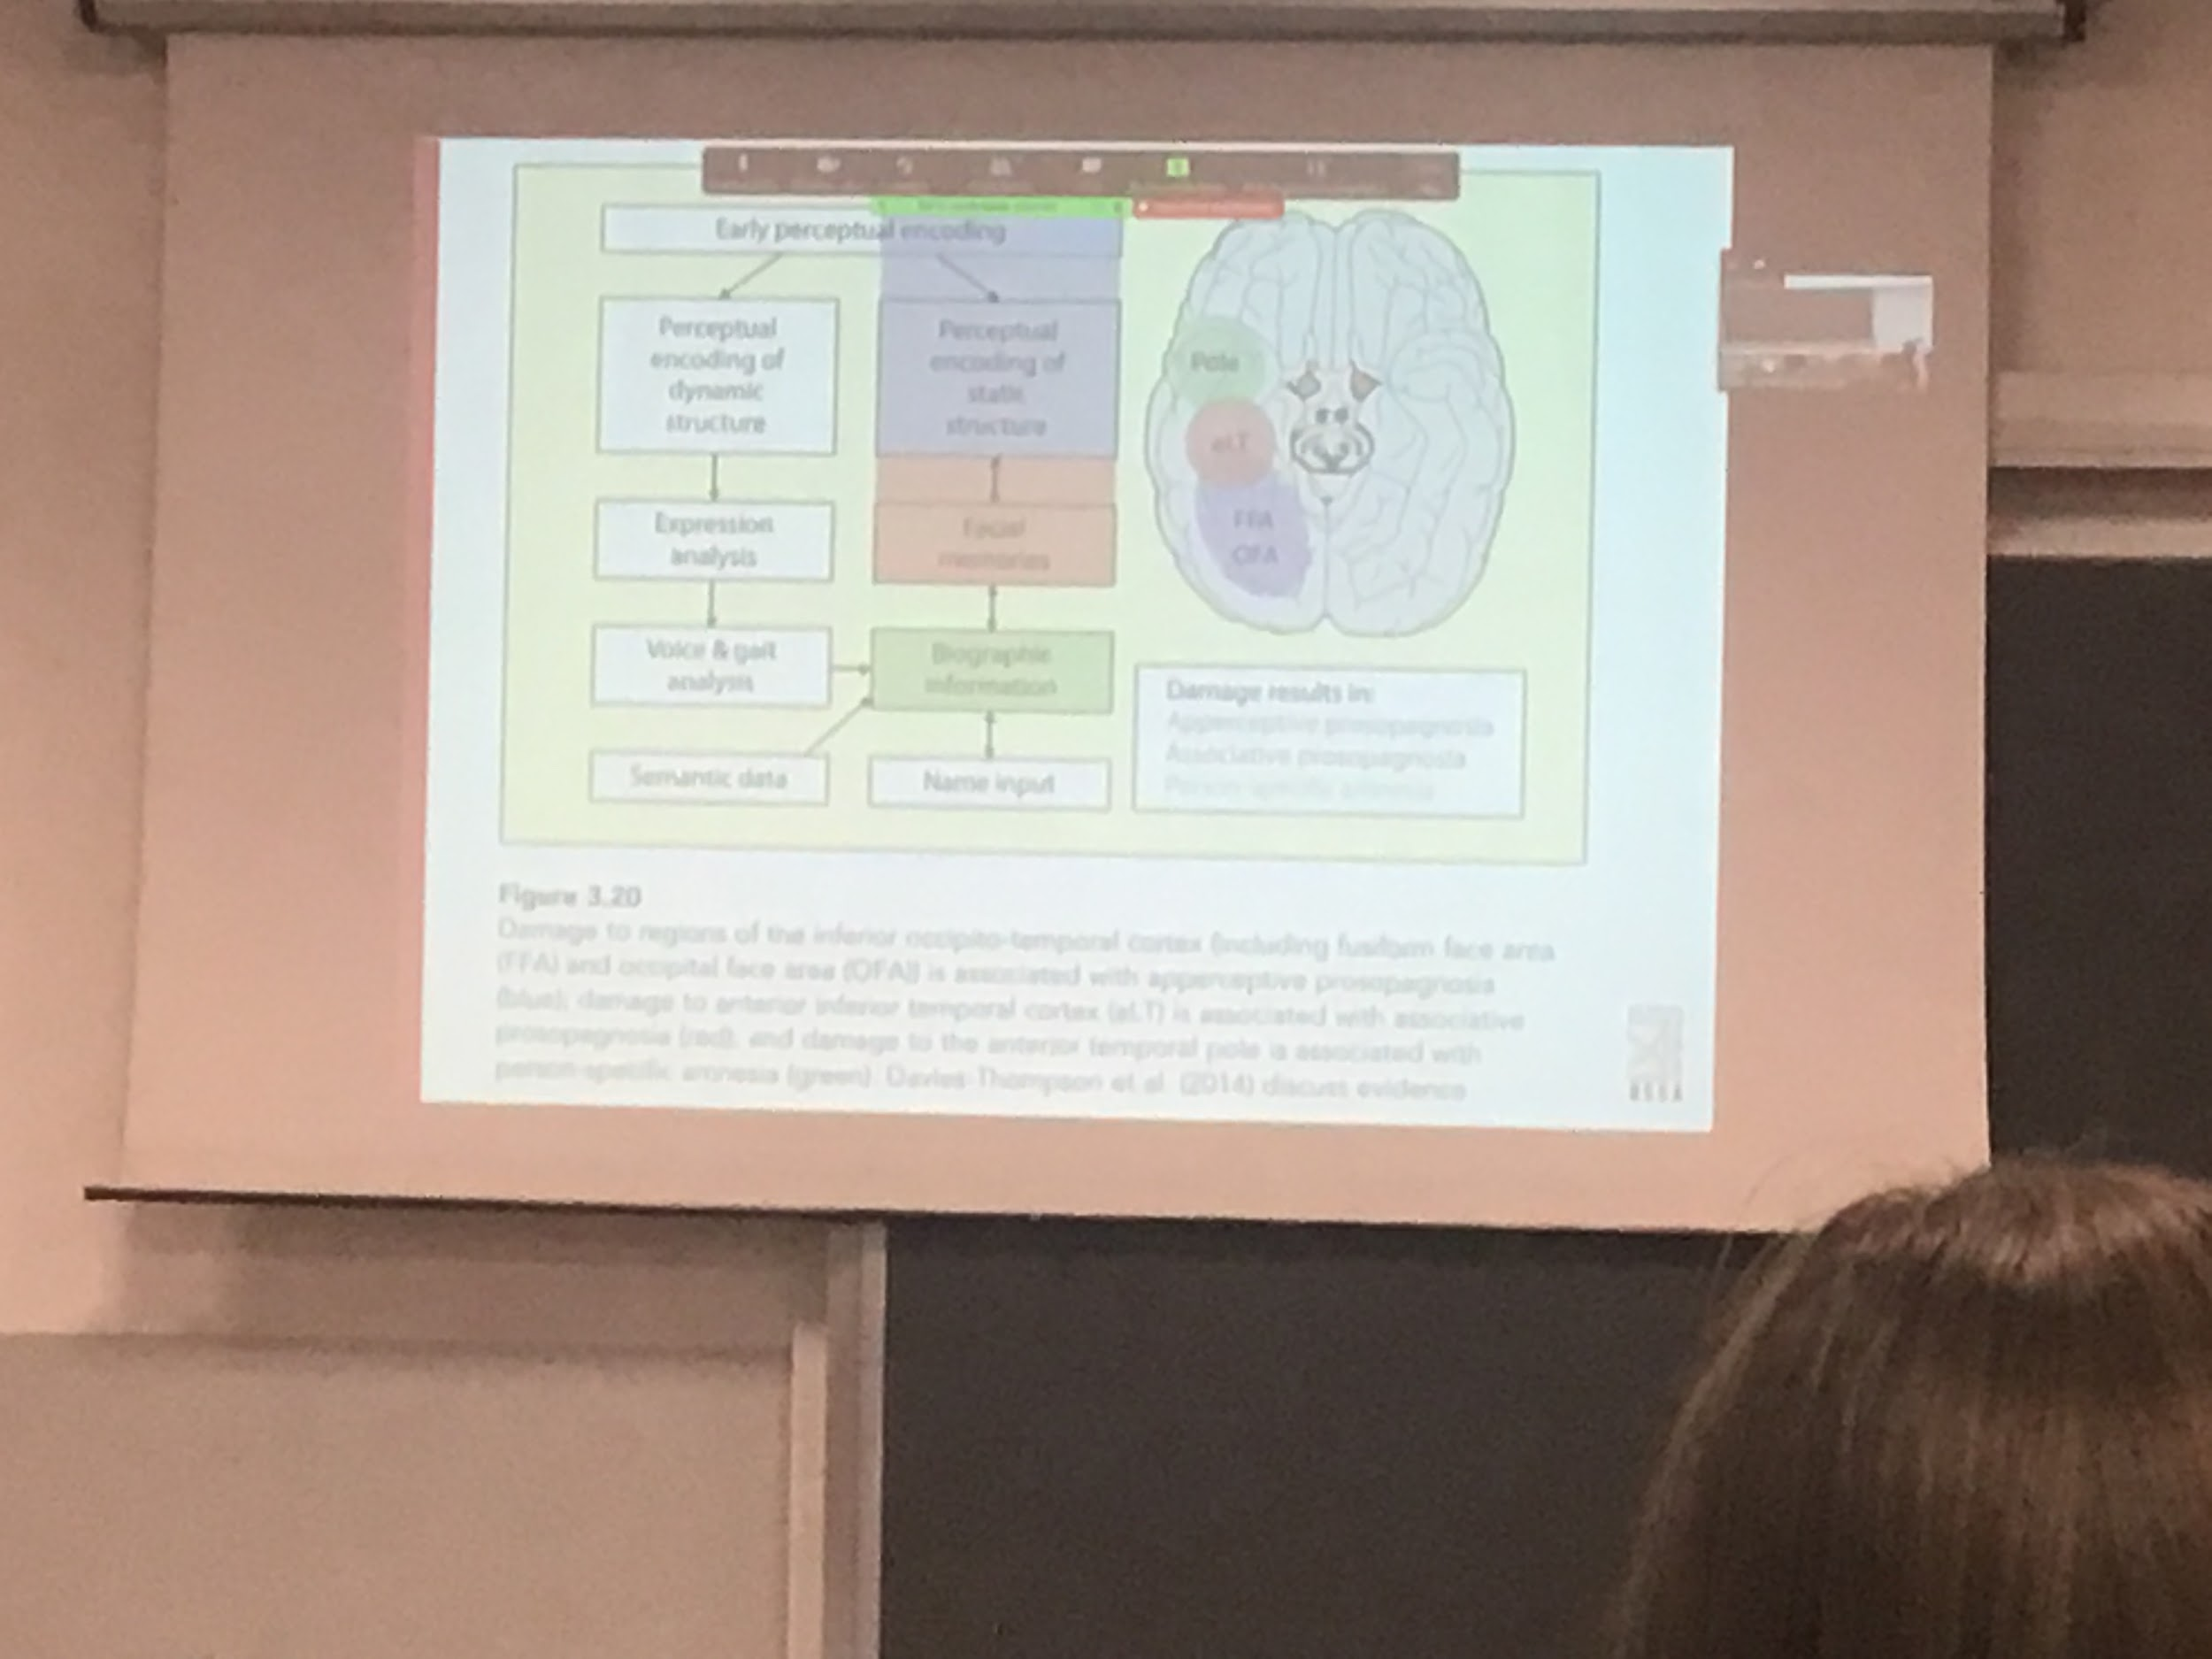 Early perceptual encoding
Perceptual
encoding of
dynamic
structure
Perceptual
encoding of
static
structure
Expression
analysis
Facial
memories
Voice & gait
analysis
Biographic
information
Semantic data
Name input
Pole
aLT
FFA
OFA
Damage results in:
Apperceptive prosopagnosia
Associative prosopagnosia
Person-specific amnesia
Figure 3.20
Damage to regions of the inferior occipito-temporal cortex (including fusiform face area
(FFA) and occipital face area (OFA)) is associated with apperceptive prosopagnosia
(blue); damage to anterior inferior temporal cortex (aLT) is associated with associative
prosopagnosia (red), and damage to the anterior temporal pole is associated with
person-specific amnesia (green). Davies-Thompson et al. (2014) discuss evidence